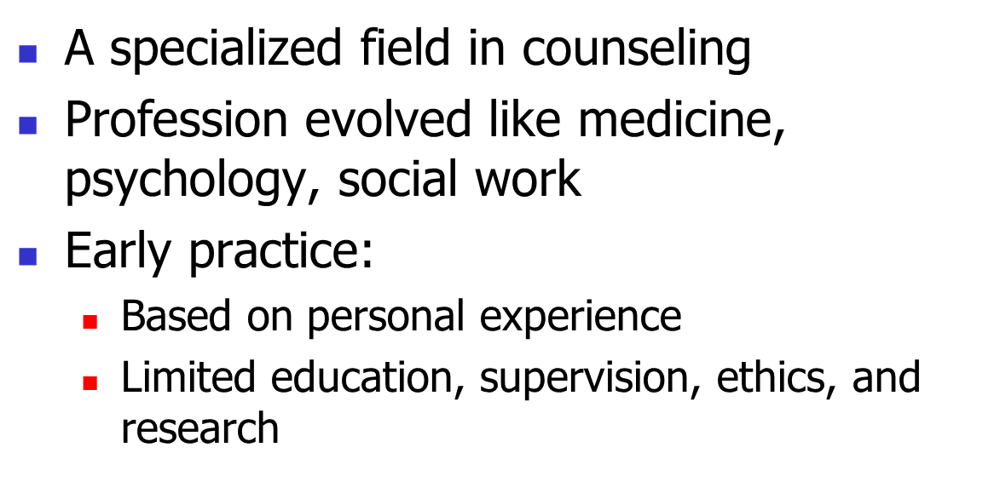 A specialized field in counseling
Profession evolved like medicine,
psychology, social work
Early practice:
Based on personal experience
Limited education, supervision, ethics, and
research